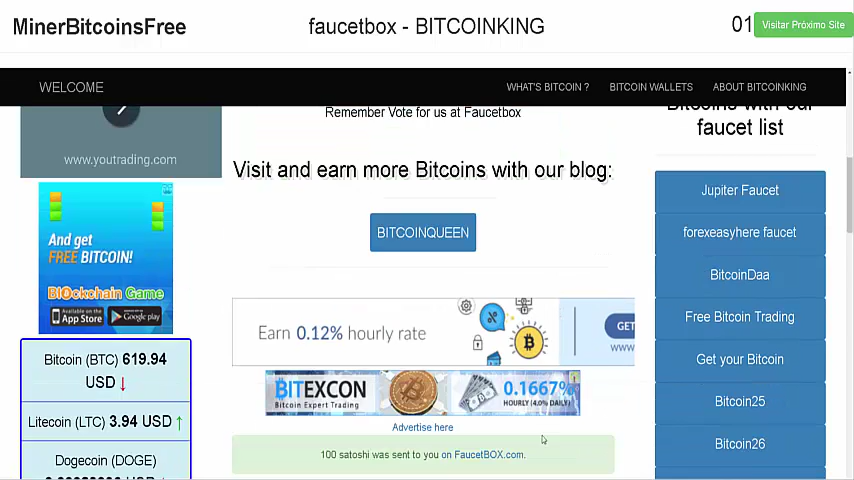 MinerBitcoinsFree
faucetbox - BITCOINKING
01
Visitar Próximo Site
WELCOME
WHAT'S BITCOIN ?
BITCOIN WALLETS
ABOUT BITCOINKING
www.youtrading.com
And get
FREE BITCOIN!
Blockchain Game
Available on the
App Store
Google play
Bitcoin (BTC) 619.94
USD ↓
Litecoin (LTC) 3.94 USD ↑
Dogecoin (DOGE)
Remember Vote for us at Faucetbox
Visit and earn more Bitcoins with our blog:
BITCOINQUEEN
Earn 0.12% hourly rate
GET
WWW
BITEXCON
Bitcoin Expert Trading
0.1667%
HOURLY (4.0% DAILY)
Advertise here
100 satoshi was sent to you on FaucetBOX.com.
Bitcoins with our
faucet list
Jupiter Faucet
forexeasyhere faucet
BitcoinDaa
Free Bitcoin Trading
Get your Bitcoin
Bitcoin25
Bitcoin26